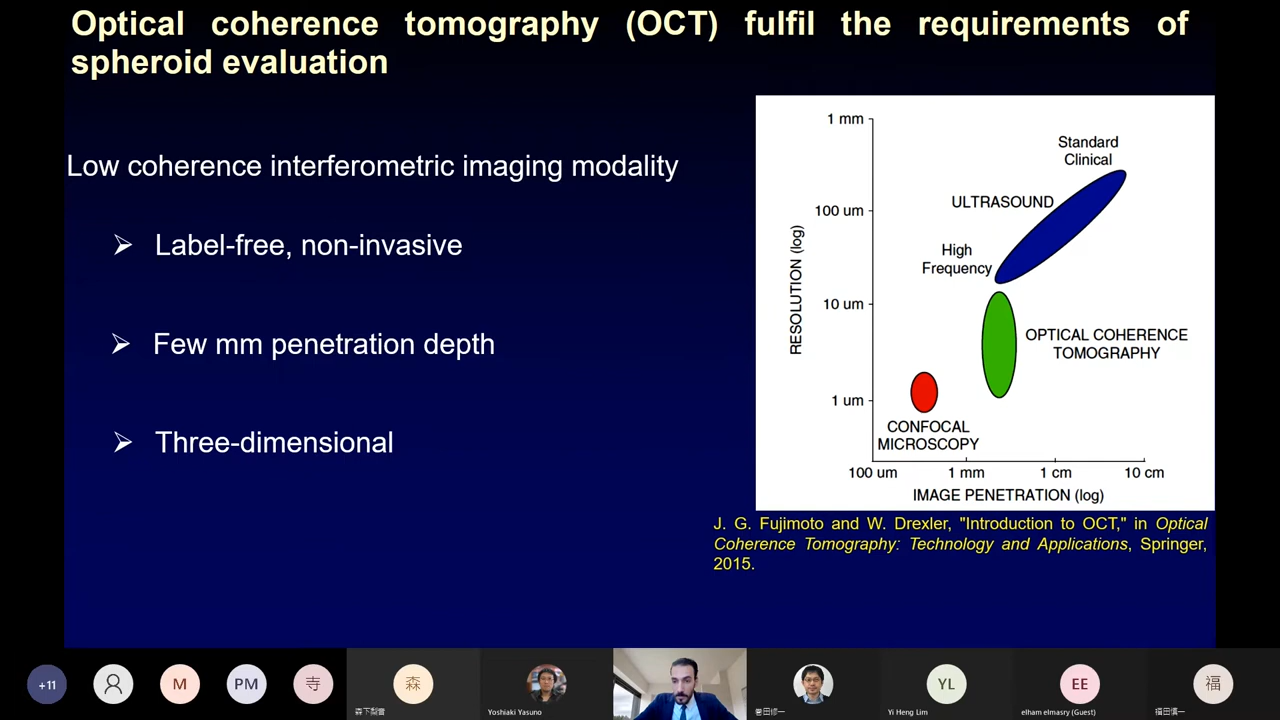 Optical coherence tomography (OCT) fulfil the requirements of
spheroid evaluation
Low coherence interferometric imaging modality
Label-free, non-invasive
Few mm penetration depth
Three-dimensional
1 mm
100 um
10 um
1 um
RESOLUTION (log)
Standard
Clinical
ULTRASOUND
High
Frequency
OPTICAL COHERENCE
TOMOGRAPHY
CONFOCAL
MICROSCOPY
100 um
1 mm
1 cm
10 cm
IMAGE PENETRATION (log)
J. G. Fujimoto and W. Drexler, "Introduction to OCT," in Optical
Coherence Tomography: Technology and Applications, Springer,
2015.
+11
M
PM
寺
森
YL
EE
福
Yoshiaki Yasuno
Yi Heng Lim
elham elmasry (Guest)